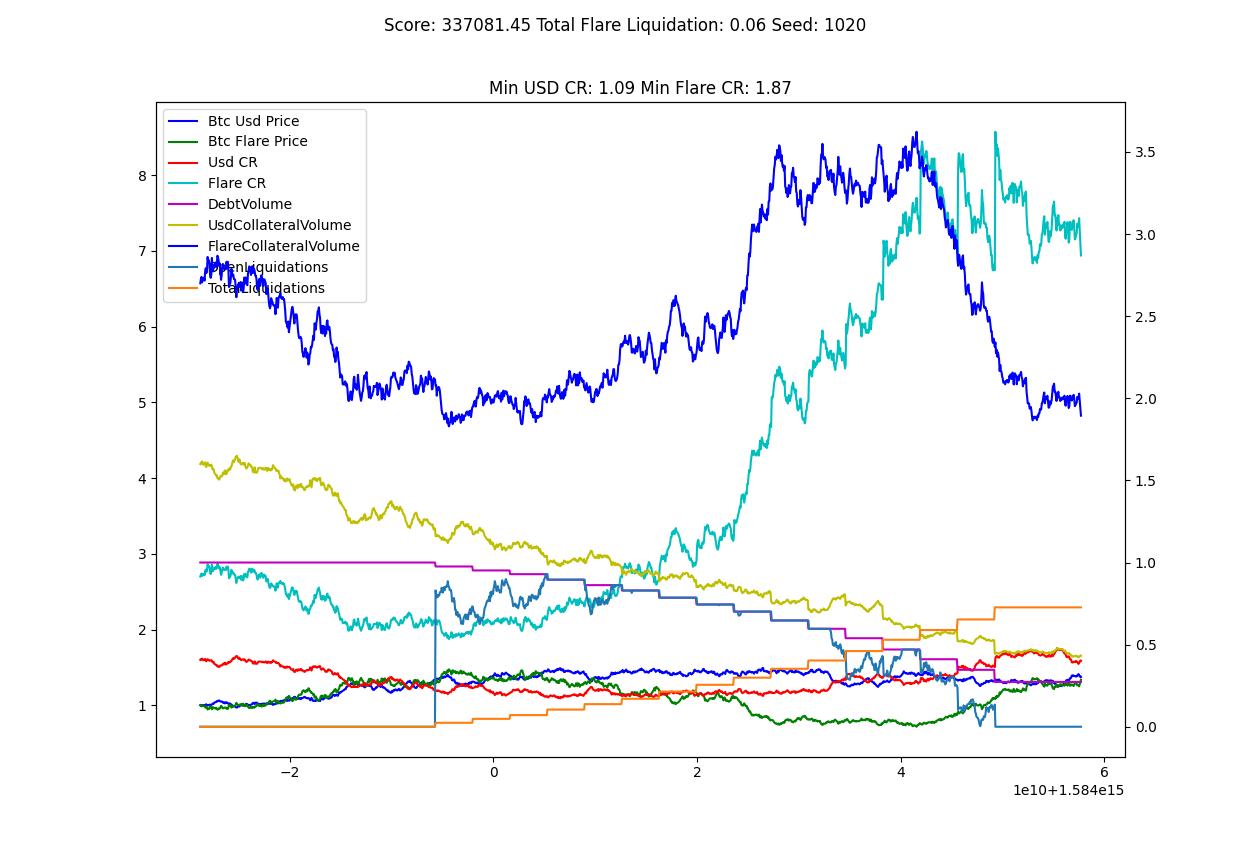 Score: 337081.45 Total Flare Liquidation: 0.06 Seed: 1020
Min USD CR: 1.09 Min Flare CR: 1.87
Btc Usd Price
Btc Flare Price
Usd CR
Flare CR
DebtVolume
UsdCollateralVolume
FlareCollateralVolume
OpenLiquidations
TotalLiquidations
8
7
6
5
4
3
2
1
3.5
3.0
2.5
2.0
1.5
1.0
0.5
0.0
−2
0
2
4
6
1e10+1.584e15